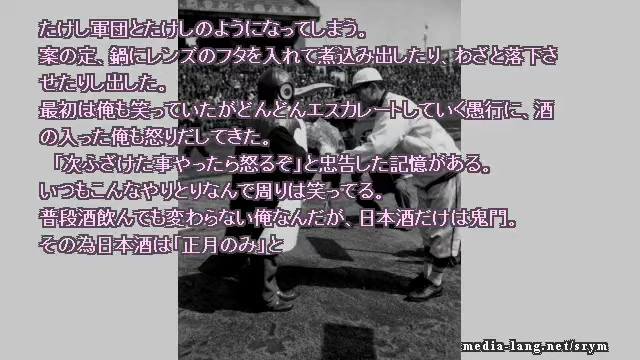 たけし軍団とたけしのようになってしまう。
案の定、鍋にレンズのフタを入れて煮込み出したり、わざと落下さ
せたりし出した。
最初は俺も笑っていたがどんどんエスカレートしていく愚行に、酒
の入った俺も怒りだしてきた。
「次ふざけた事やったら怒るぞ」と忠告した記憶がある。
いつもこんなやりとりなんで周りは笑ってる。
普段酒飲んでも変わらない俺なんだが、日本酒だけは鬼門。
その為日本酒は「正月のみ」と
media-lang.net/srym